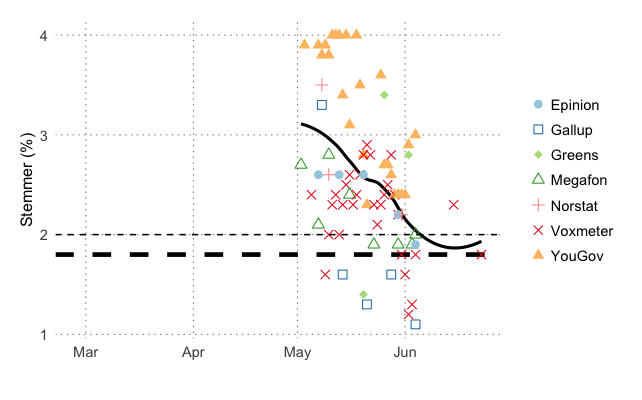 4
3
2
1
Stemmer (%)
Mar
Apr
May
Jun
Epinion
Gallup
Greens
Megafon
Norstat
Voxmeter
YouGov